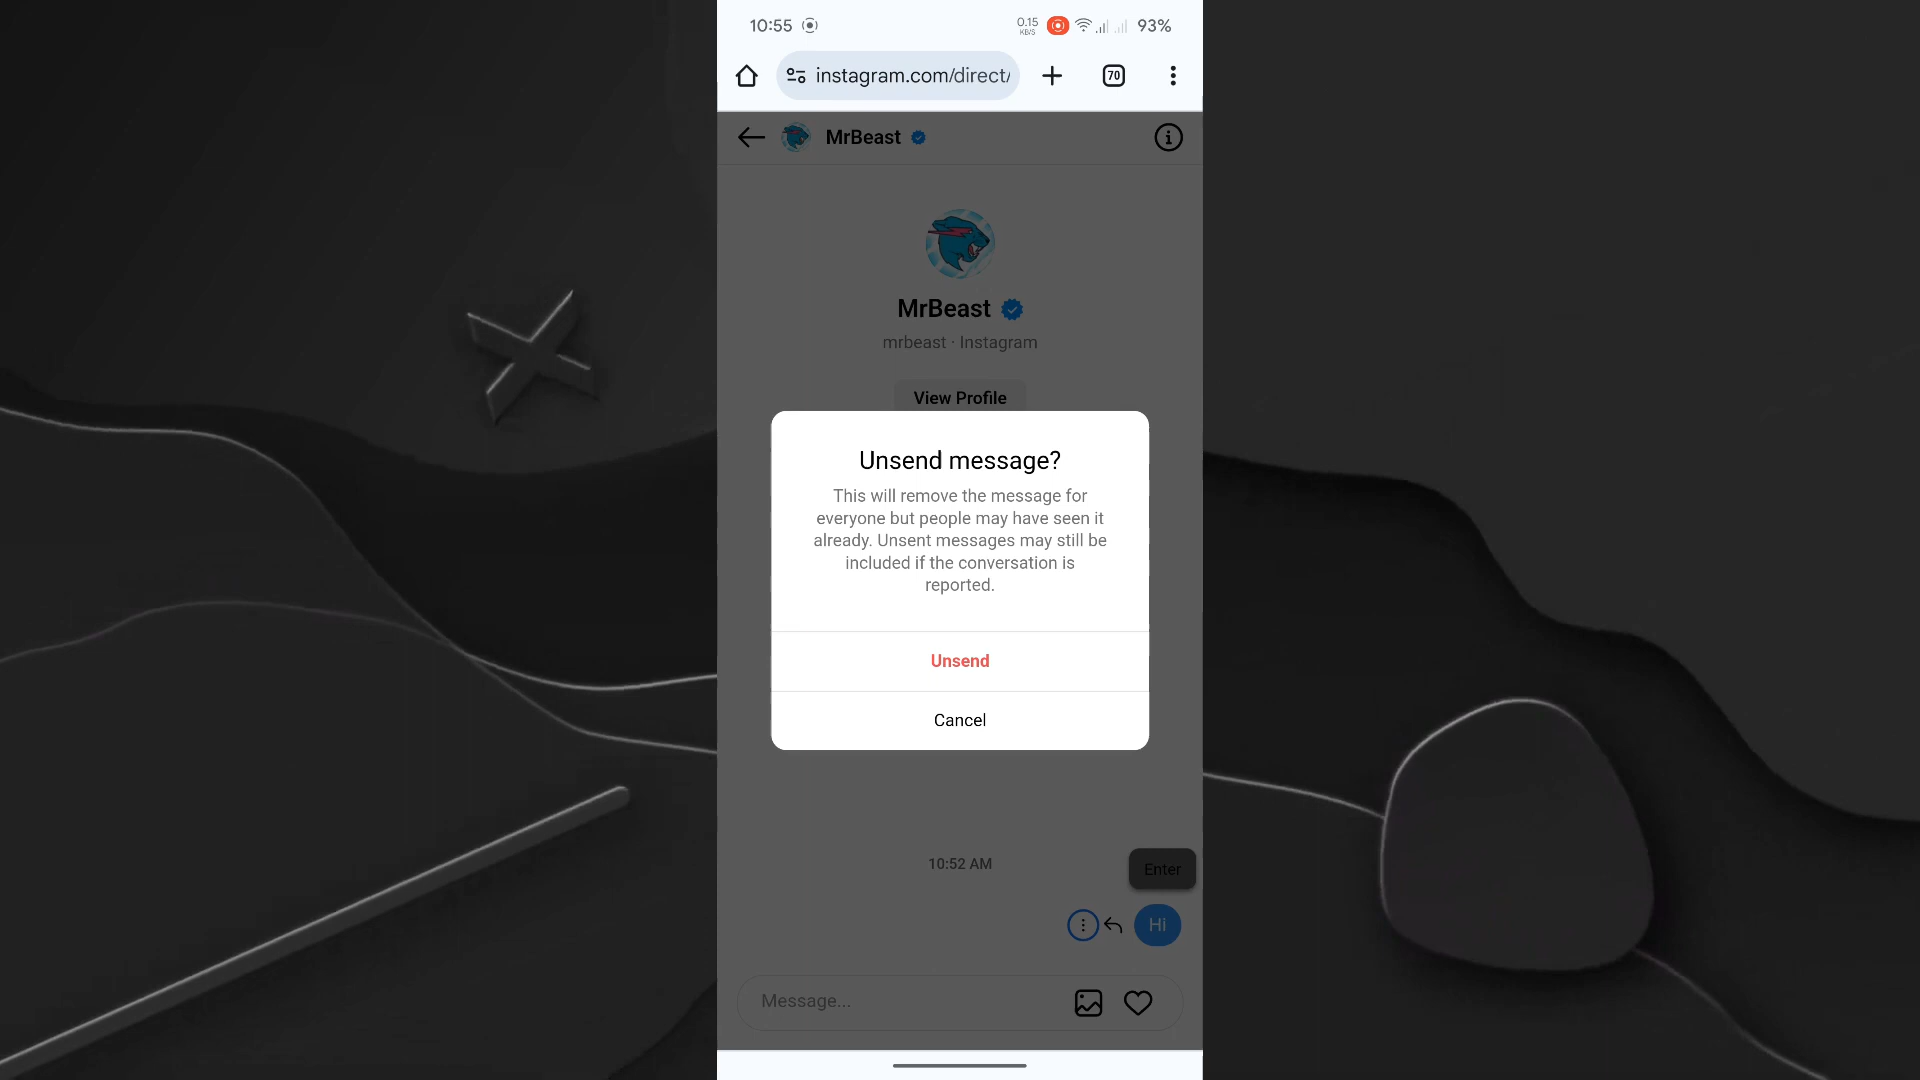 10:55
0.15
KB/S
93%
instagram.com/direct/
70
MrBeast
MrBeast
mrbeast · Instagram
View Profile
Unsend message?
This will remove the message for
everyone but people may have seen it
already. Unsent messages may still be
included if the conversation is
reported.
Unsend
Cancel
10:52 AM
Enter
Hi
Message...